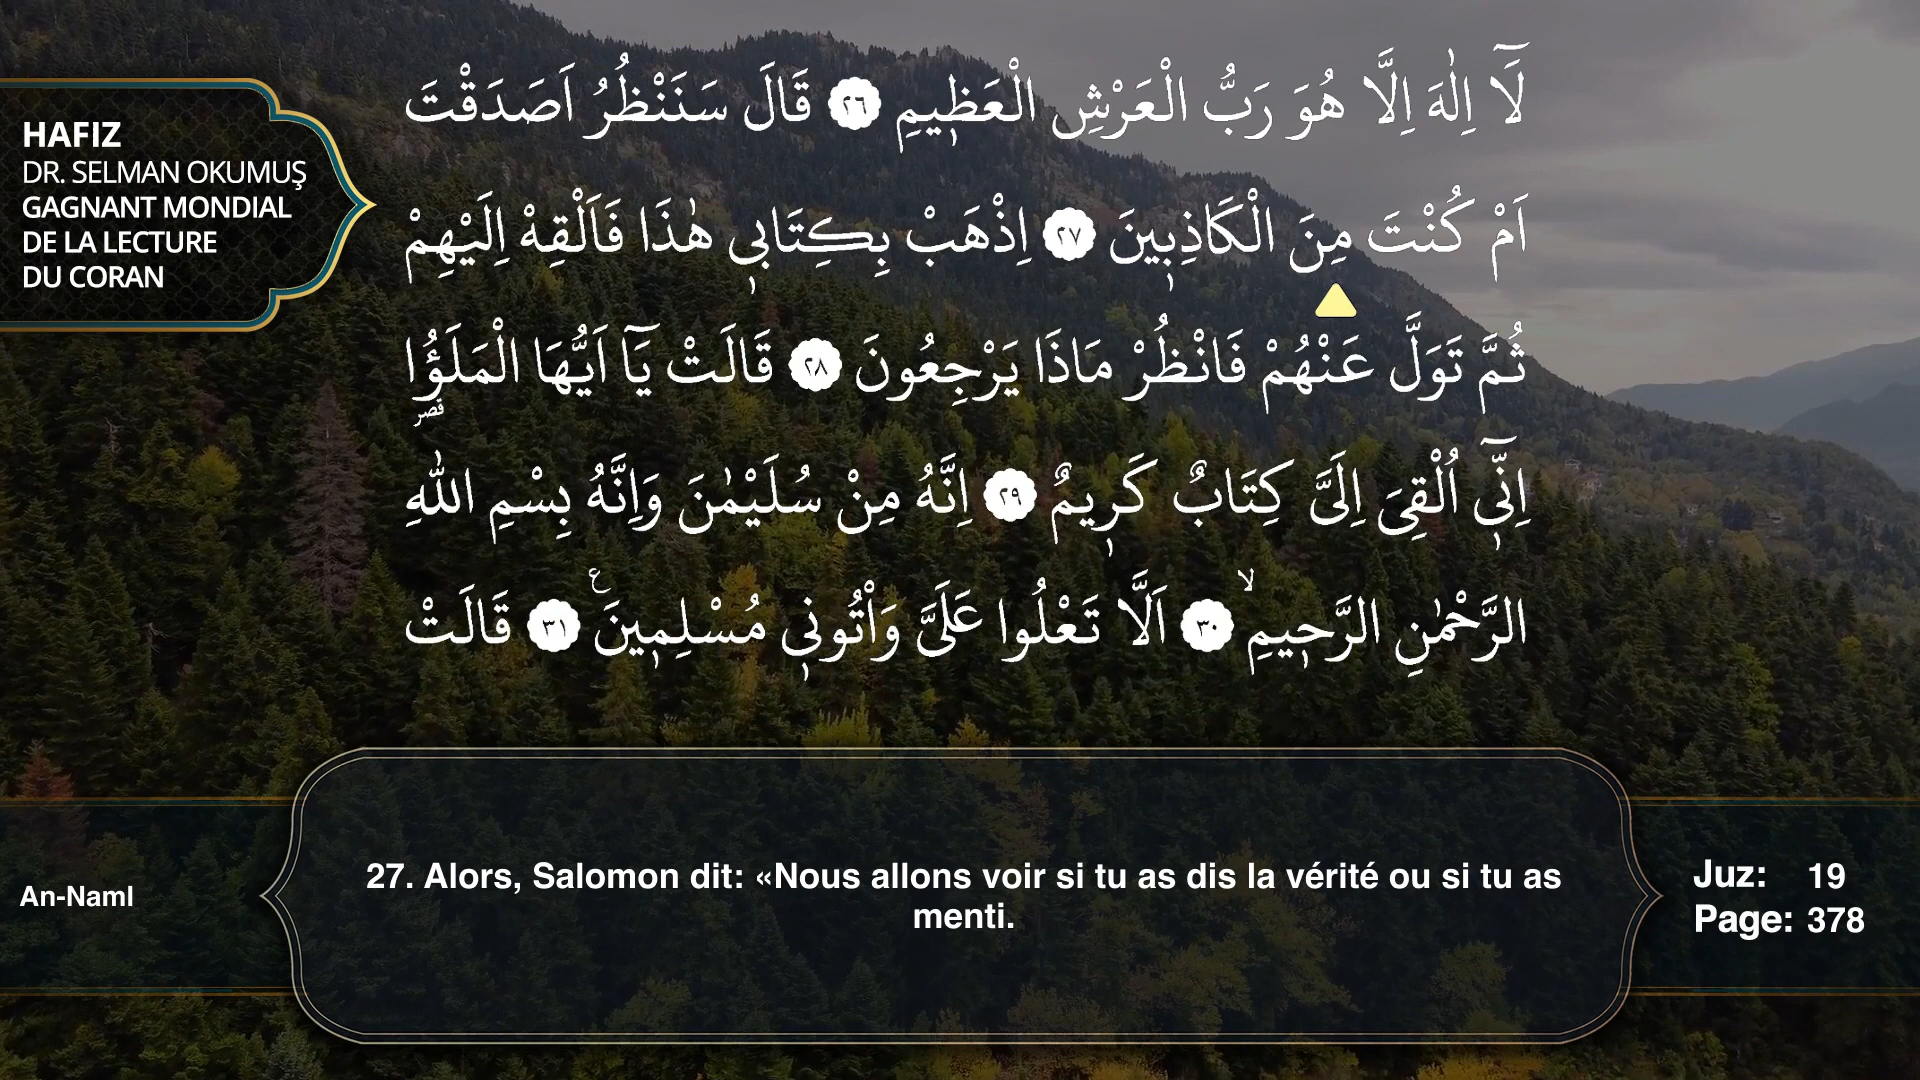 لَٓا اِلٰهَ اِلَّا هُوَ رَبُّ الْعَرْشِ الْعَظ۪يمِ ٢٦ قَالَ سَنَنْظُرُ اَصَدَقْتَ
اَمْ كُنْتَ مِنَ الْكَاذِب۪ينَ ٢٧ اِذْهَبْ بِكِتَاب۪ي هٰذَا فَاَلْقِهْ اِلَيْهِمْ
ثُمَّ تَوَلَّ عَنْهُمْ فَانْظُرْ مَاذَا يَرْجِعُونَ ٢٨ قَالَتْ يَٓا اَيُّهَا الْمَلَؤُ۬ا
قصر
اِنّ۪ٓي اُلْقِيَ اِلَيَّ كِتَابٌ كَر۪يمٌ ٢٩ اِنَّهُ مِنْ سُلَيْمٰنَ وَاِنَّهُ بِسْمِ اللّٰهِ
الرَّحْمٰنِ الرَّح۪يمِۙ ٣٠ اَلَّا تَعْلُوا عَلَيَّ وَأْتُون۪ي مُسْلِم۪ينَ۟ ٣١ قَالَتْ
HAFIZ
DR. SELMAN OKUMUŞ
GAGNANT MONDIAL
DE LA LECTURE
DU CORAN
27. Alors, Salomon dit: «Nous allons voir si tu as dis la vérité ou si tu as
menti.
An-Naml
Juz: 19
Page: 378